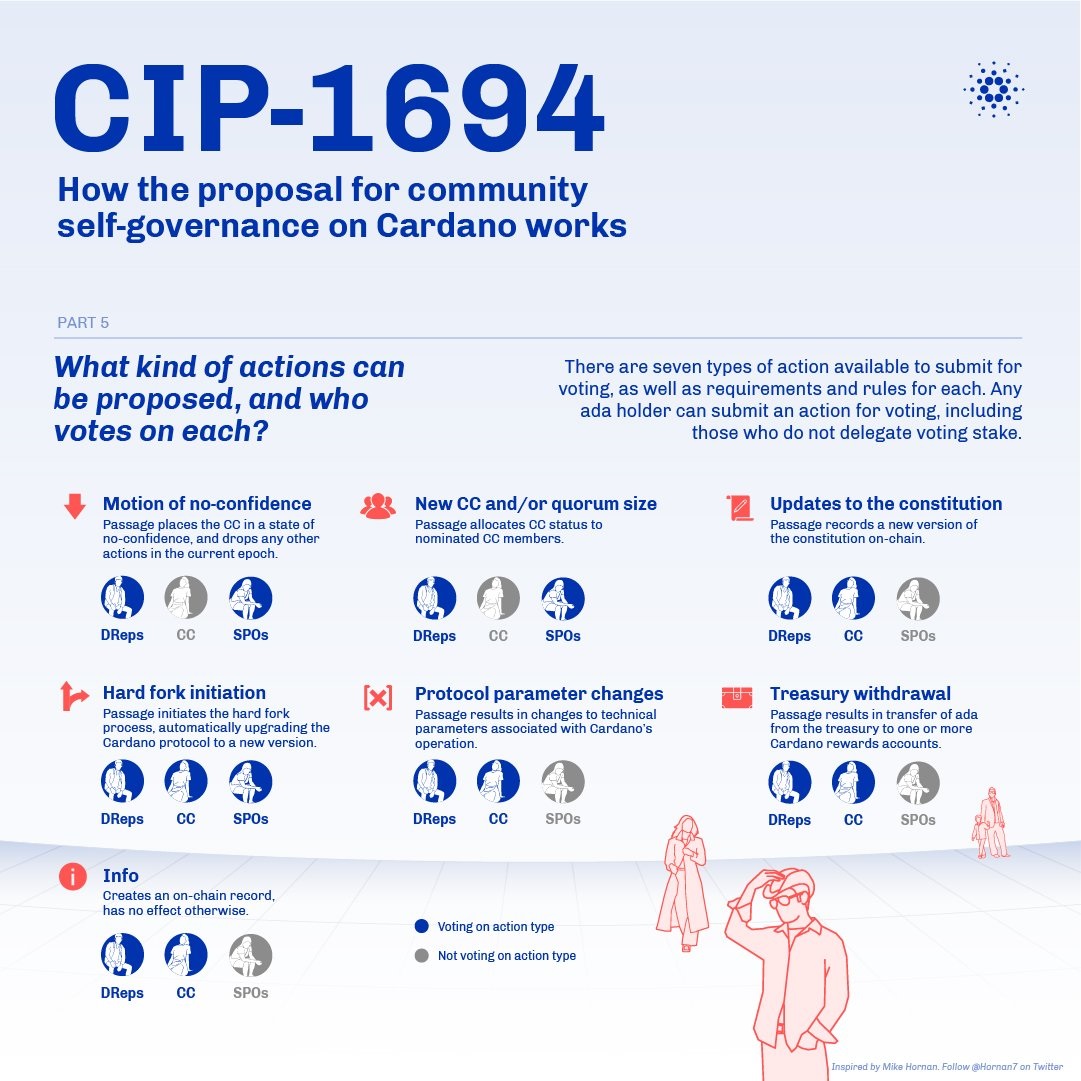 CIP-1694
How the proposal for community
self-governance on Cardano works
PART 5
What kind of actions can
be proposed, and who
votes on each?
There are seven types of action available to submit for
voting, as well as requirements and rules for each. Any
ada holder can submit an action for voting, including
those who do not delegate voting stake.
Motion of no-confidence
Passage places the CC in a state of
no-confidence, and drops any other
actions in the current epoch.
DReps CC SPOs
New CC and/or quorum size
Passage allocates CC status to
nominated CC members.
DReps CC SPOs
Updates to the constitution
Passage records a new version of
the constitution on-chain.
DReps CC SPOs
Hard fork initiation
Passage initiates the hard fork
process, automatically upgrading the
Cardano protocol to a new version.
DReps CC SPOs
Protocol parameter changes
Passage results in changes to technical
parameters associated with Cardano's
operation.
DReps CC SPOs
Treasury withdrawal
Passage results in transfer of ada
from the treasury to one or more
Cardano rewards accounts.
DReps CC SPOs
Info
Creates an on-chain record,
has no effect otherwise.
DReps CC SPOs
Voting on action type
Not voting on action type
Inspired by Mike Hornan. Follow @Hornan7 on Twitter